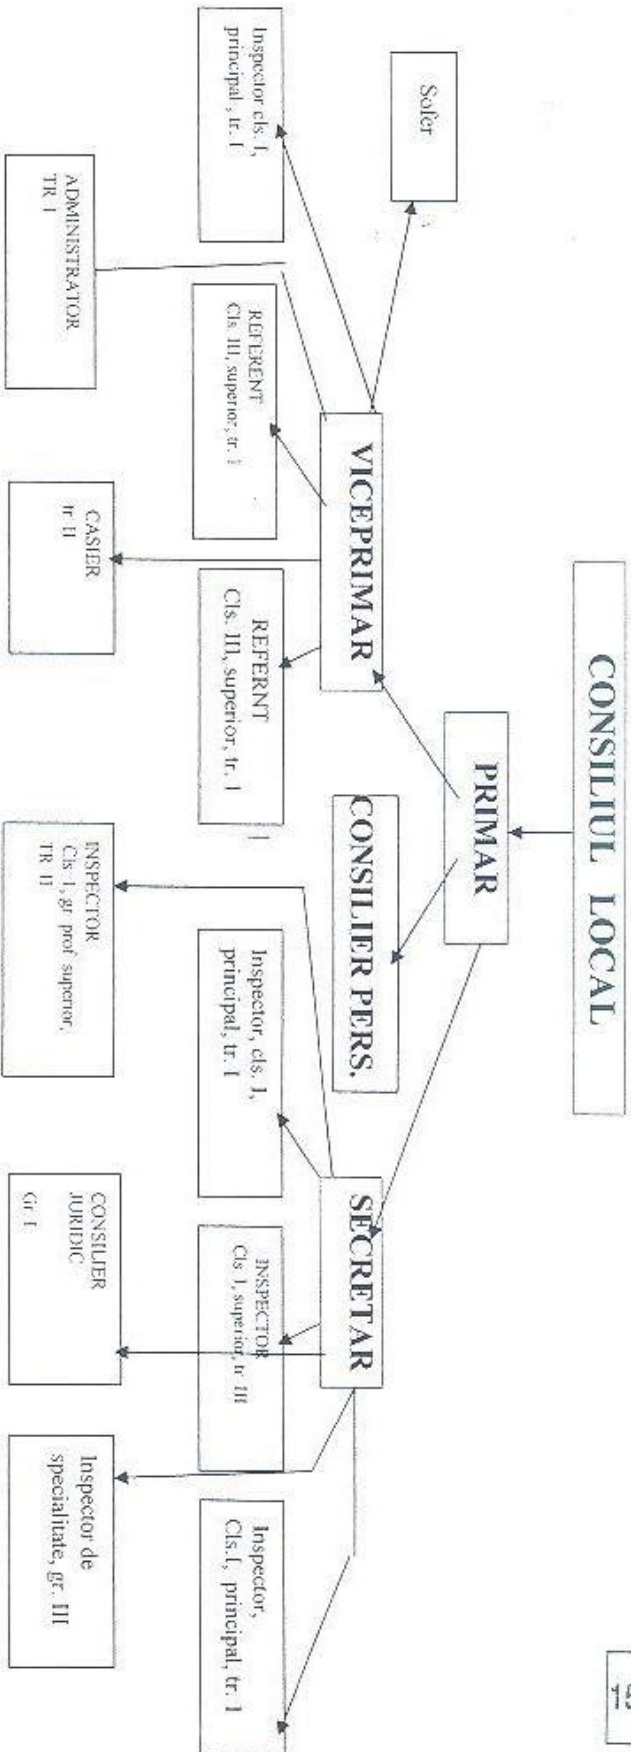 CONSILIUL LOCAL
PRIMAR
CONSILIER PERS.
VICEPRIMAR
SECRETAR
Sofer
Inspector cls. I,
principal, tr. I
REFERENT
Cls. III, superior, tr. I
REFERNT
Cls. III, superior, tr. I
Inspector, cls. I,
principal, tr. I
INSPECTOR
Cls. I, superior, tr. III
Inspector,
Cls.I, principal, tr. I
ADMINISTRATOR
TR I
CASIER
tr. II
INSPECTOR
Cls. I, gr. prof superior,
TR II
CONSILIER
JURIDIC
Gr. I
Inspector de
specialitate, gr. III